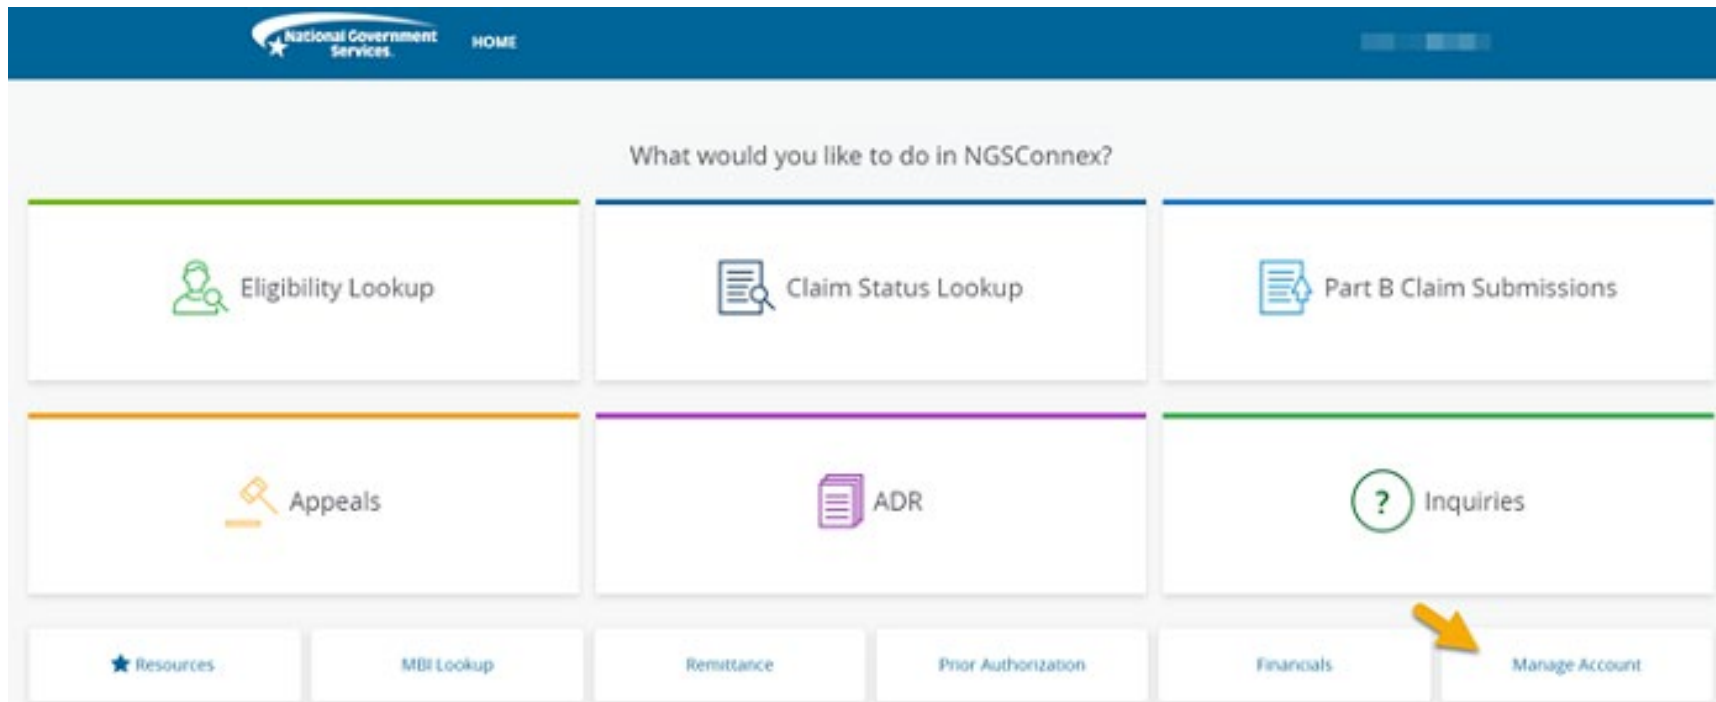 National Government
Services.
HOME
What would you like to do in NGSConnex?
Eligibility Lookup
Claim Status Lookup
Part B Claim Submissions
Appeals
ADR
?
Inquiries
Resources
MBI Lookup
Remittance
Prior Authorization
Financials
Manage Account